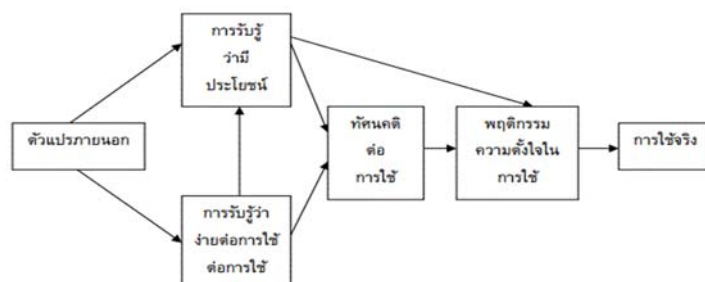 การรับรู้
ว่ามี
ประโยชน์
ตัวแปรภายนอก
ทัศนคติ
ต่อ
การใช้
พฤติกรรม
ความตั้งใจใน
การใช้
การใช้จริง
การรับรู้ว่า
ง่ายต่อการใช้
ต่อการใช้